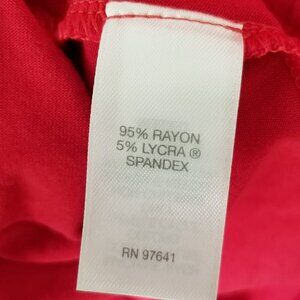 95% RAYON
5% LYCRA ®
SPANDEX
RN 97641